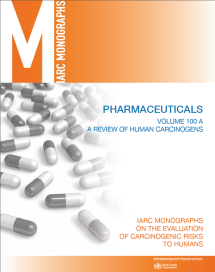 IARC MONOGRAPHS
PHARMACEUTICALS
VOLUME 100 A
A REVIEW OF HUMAN CARCINOGENS
IARC MONOGRAPHS
ON THE EVALUATION
OF CARCINOGENIC RISKS
TO HUMANS